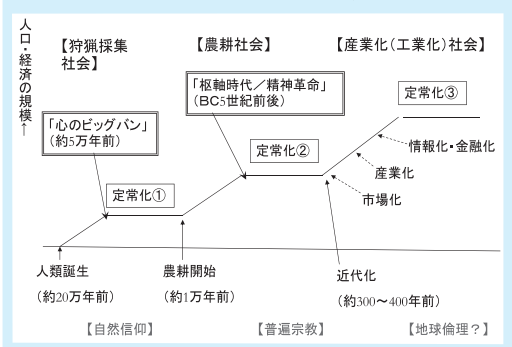 人口・経済の規模→
【狩猟採集
社会】
【農耕社会】
【産業化（工業化）社会】
「枢軸時代／精神革命」
（BC5世紀前後）
定常化③
「心のビッグバン」
（約5万年前）
定常化②
情報化・金融化
産業化
定常化①
市場化
人類誕生
（約20万年前）
農耕開始
（約1万年前）
近代化
（約300〜400年前）
【自然信仰】
【普遍宗教】
【地球倫理？】